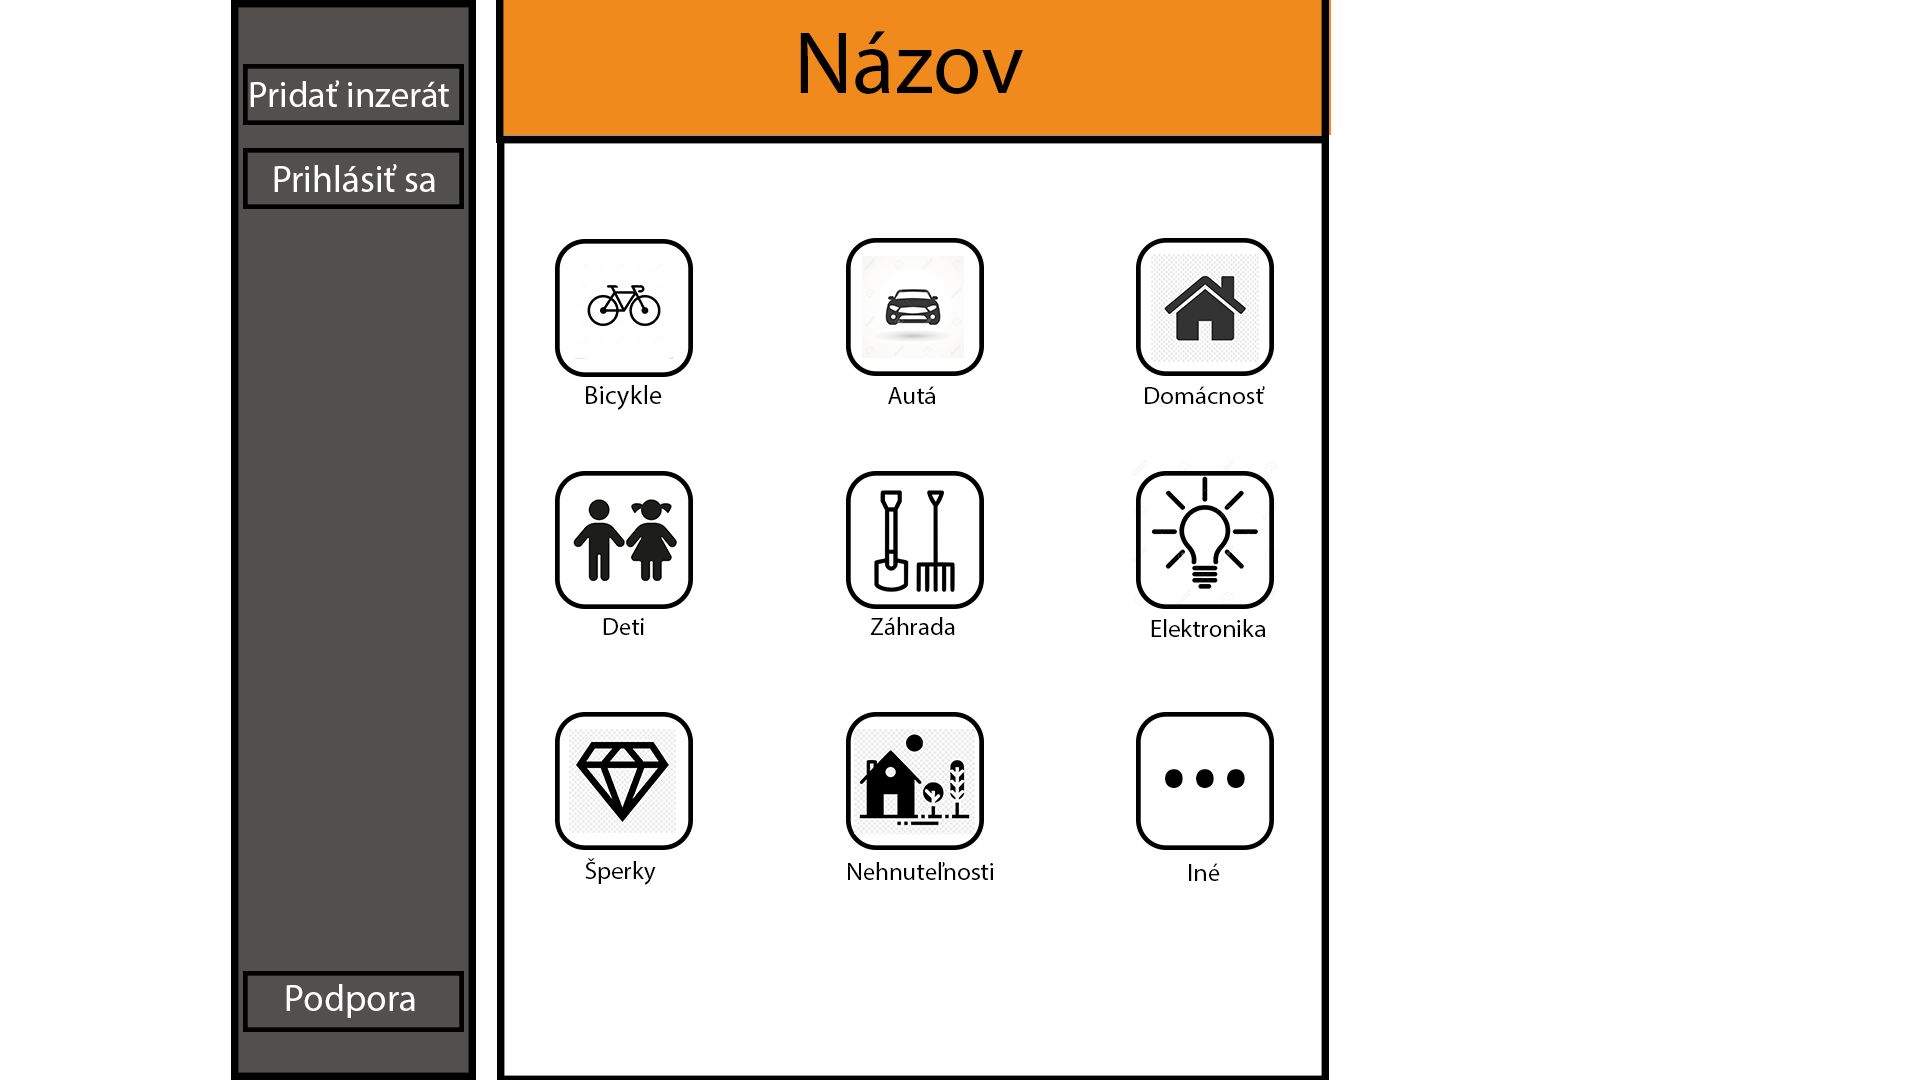 Pridať inzerát
Prihlásiť sa
Podpora
Názov
Bicykle
Autá
Domácnosť
Deti
Záhrada
Elektronika
Šperky
Nehnuteľnosti
Iné